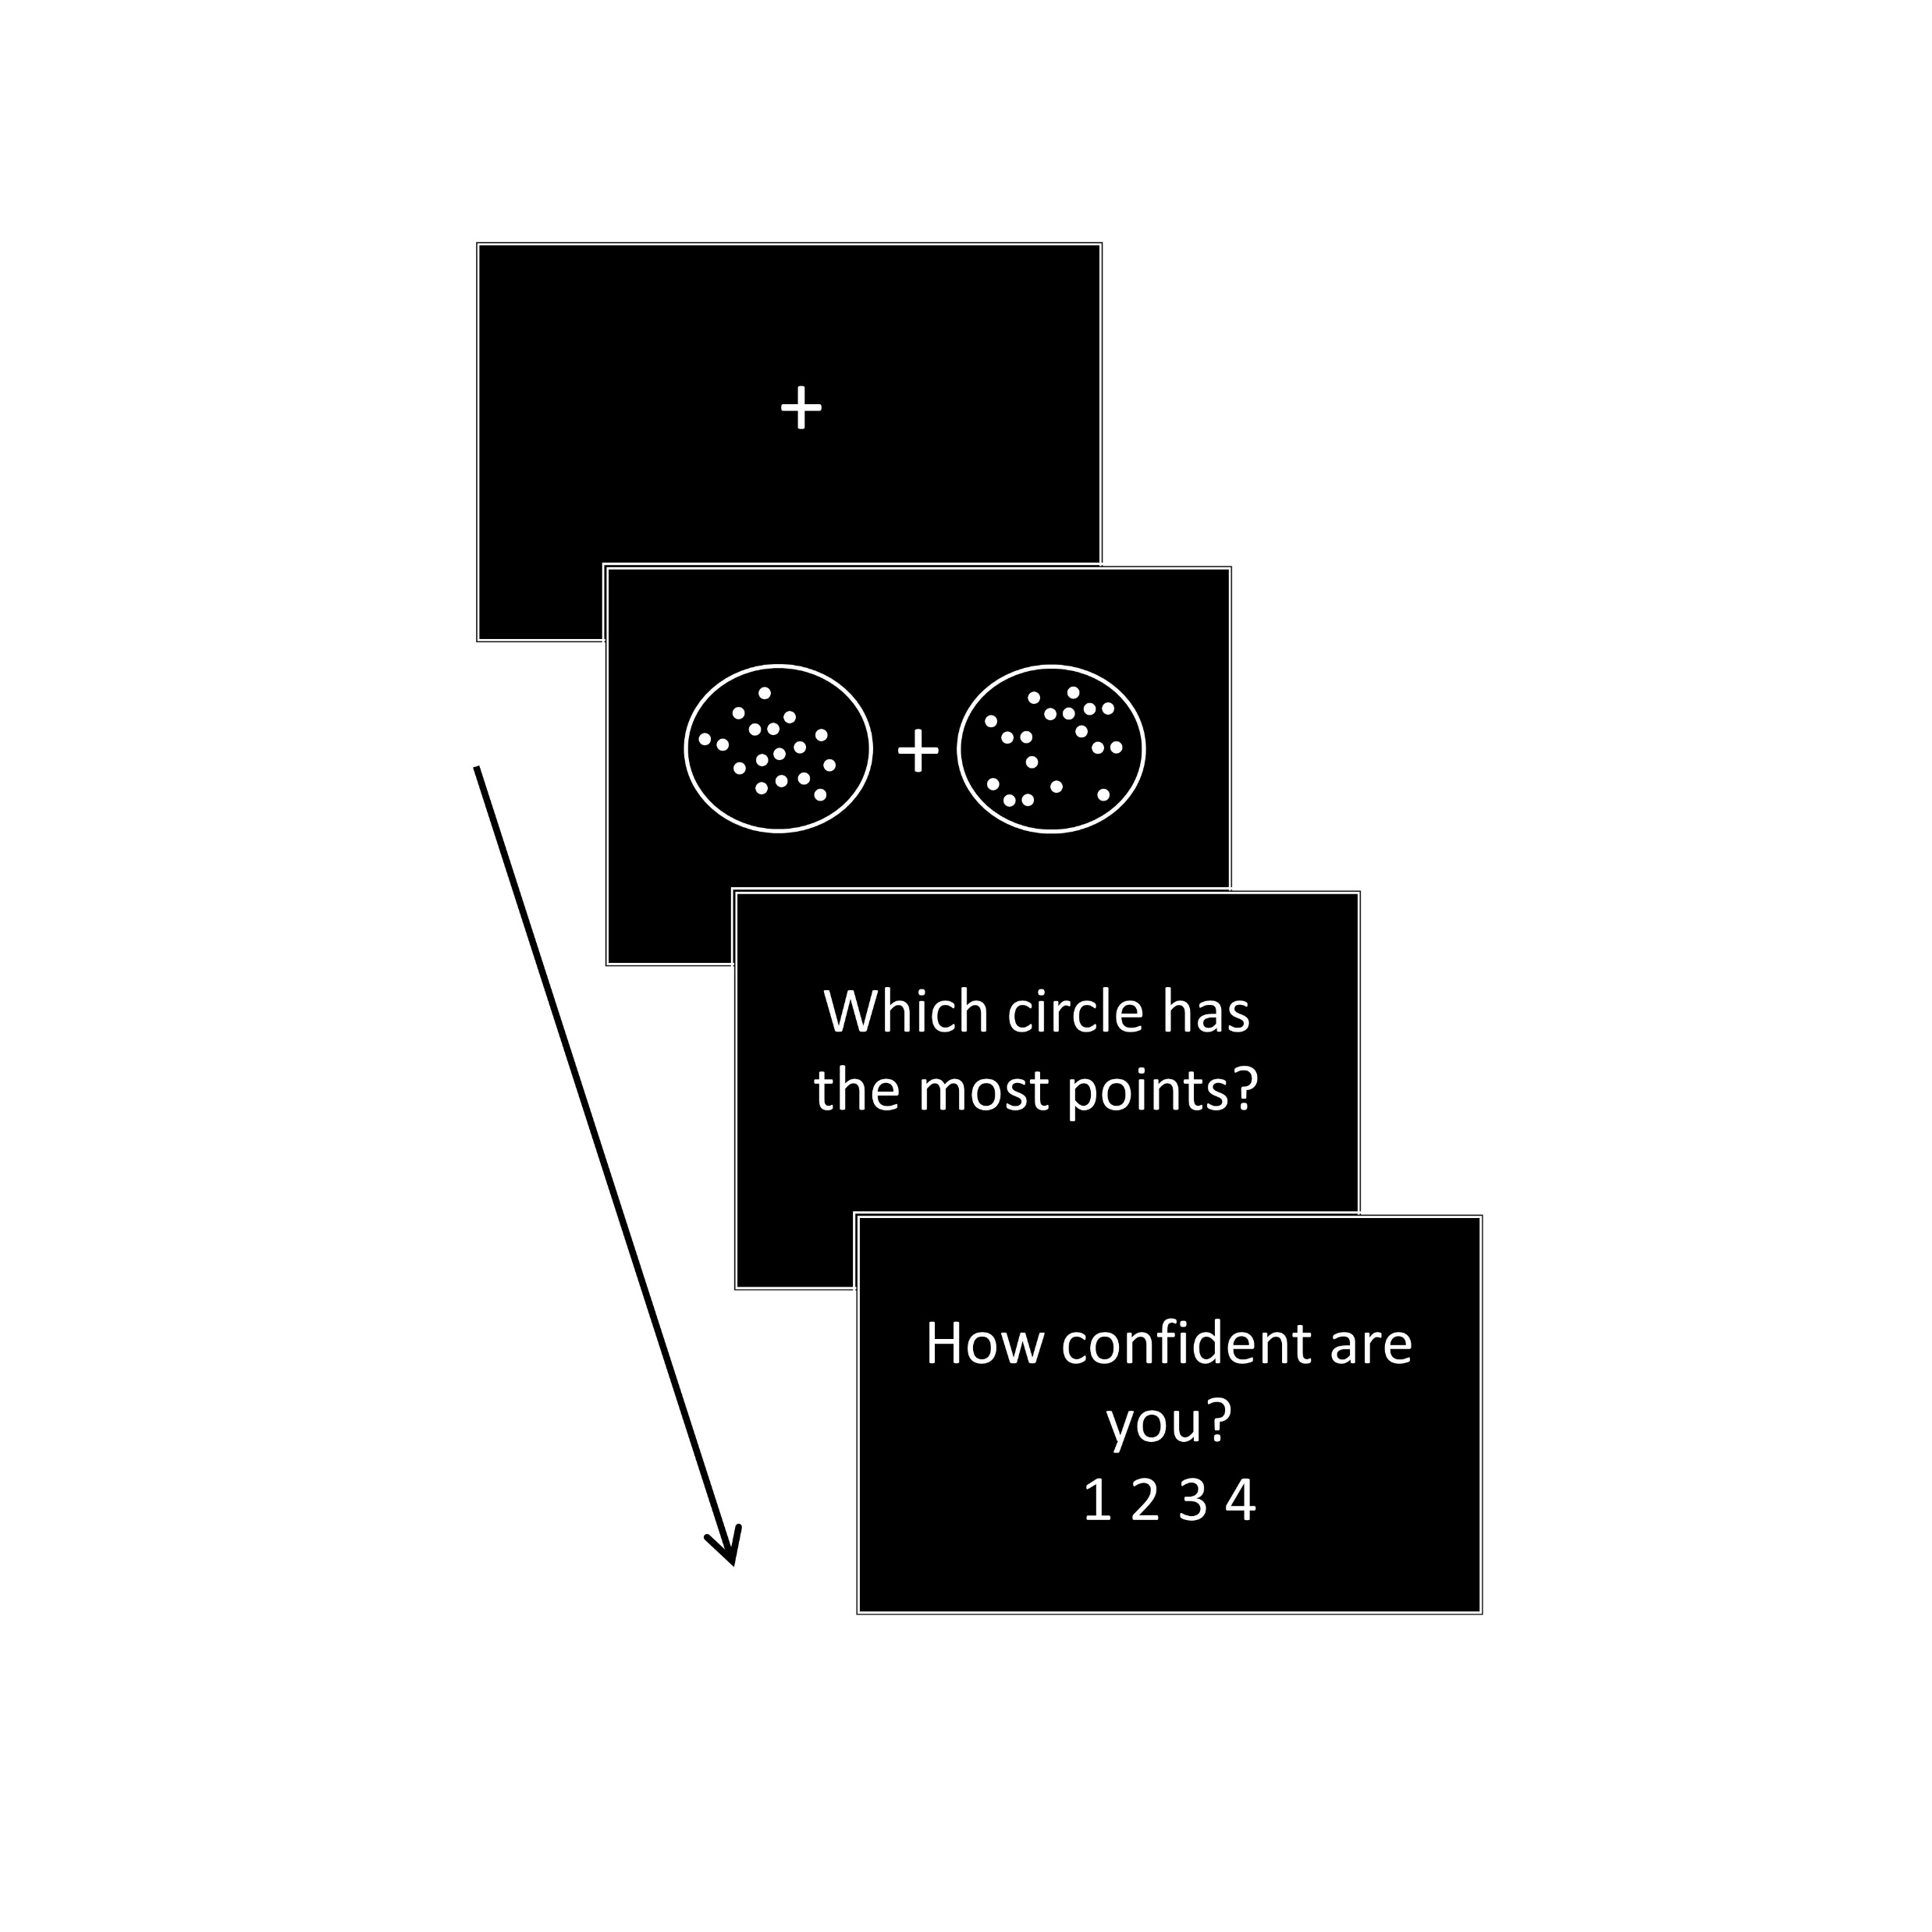 +
+
Which circle has
the most points?
How confident are
you?
1 2 3 4